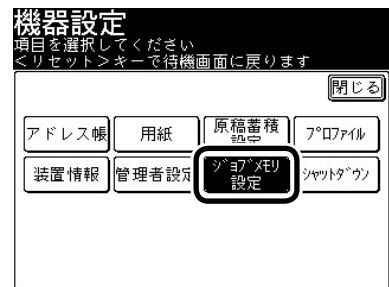 機器設定
項目を選択してください
＜リセット＞キーで待機画面に戻ります
閉じる
アドレス帳
用紙
原稿蓄積
設定
ﾌﾟﾛﾌｧｲﾙ
装置情報
管理者設定
ｼﾞｮﾌﾞﾒﾓﾘ
設定
ｼｬｯﾄﾀﾞｳﾝ